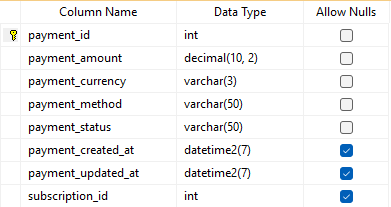 Column Name Data Type Allow Nulls
payment_id int
payment_amount decimal(10, 2)
payment_currency varchar(3)
payment_method varchar(50)
payment_status varchar(50)
payment_created_at datetime2(7)
payment_updated_at datetime2(7)
subscription_id int